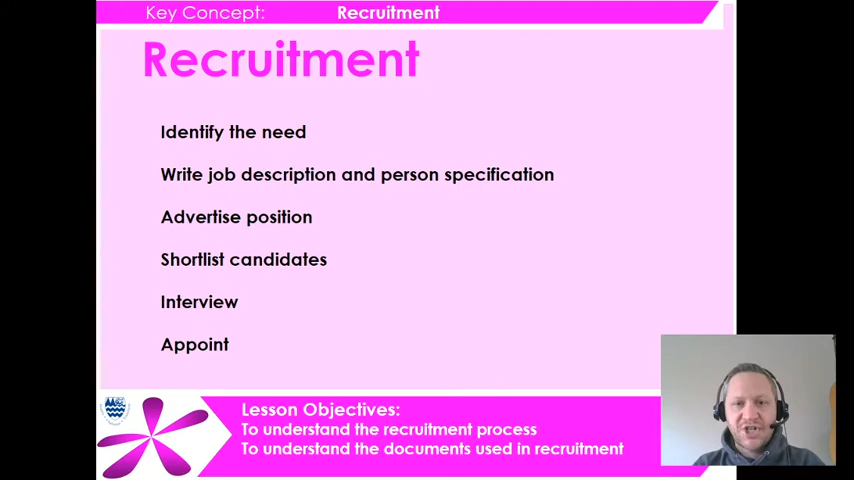 Key Concept: Recruitment
Recruitment
Identify the need
Write job description and person specification
Advertise position
Shortlist candidates
Interview
Appoint
Lesson Objectives:
To understand the recruitment process
To understand the documents used in recruitment